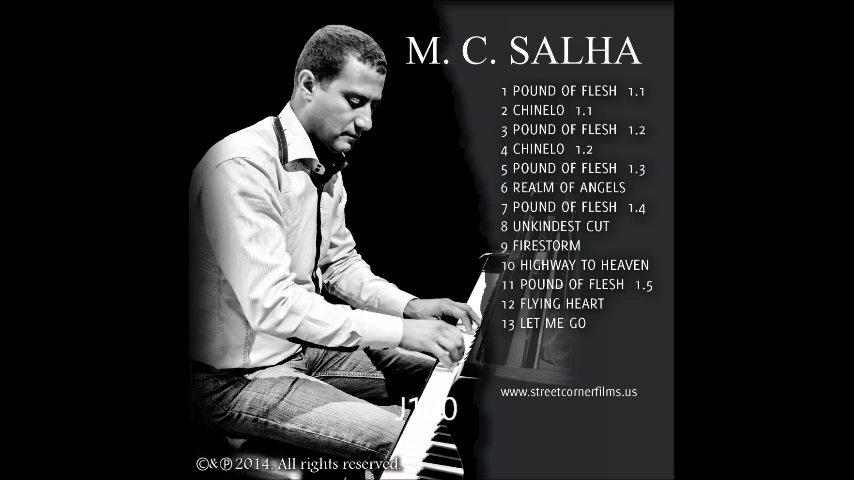 M. C. SALHA
1 POUND OF FLESH 1.1
2 CHINELO 1.1
3 POUND OF FLESH 1.2
4 CHINELO 1.2
5 POUND OF FLESH 1.3
6 REALM OF ANGELS
7 POUND OF FLESH 1.4
8 UNKINDEST CUT
9 FIRESTORM
10 HIGHWAY TO HEAVEN
11 POUND OF FLESH 1.5
12 FLYING HEART
13 LET ME GO
www.streetcornerfilms.us
©&℗ 2014. All rights reserved.